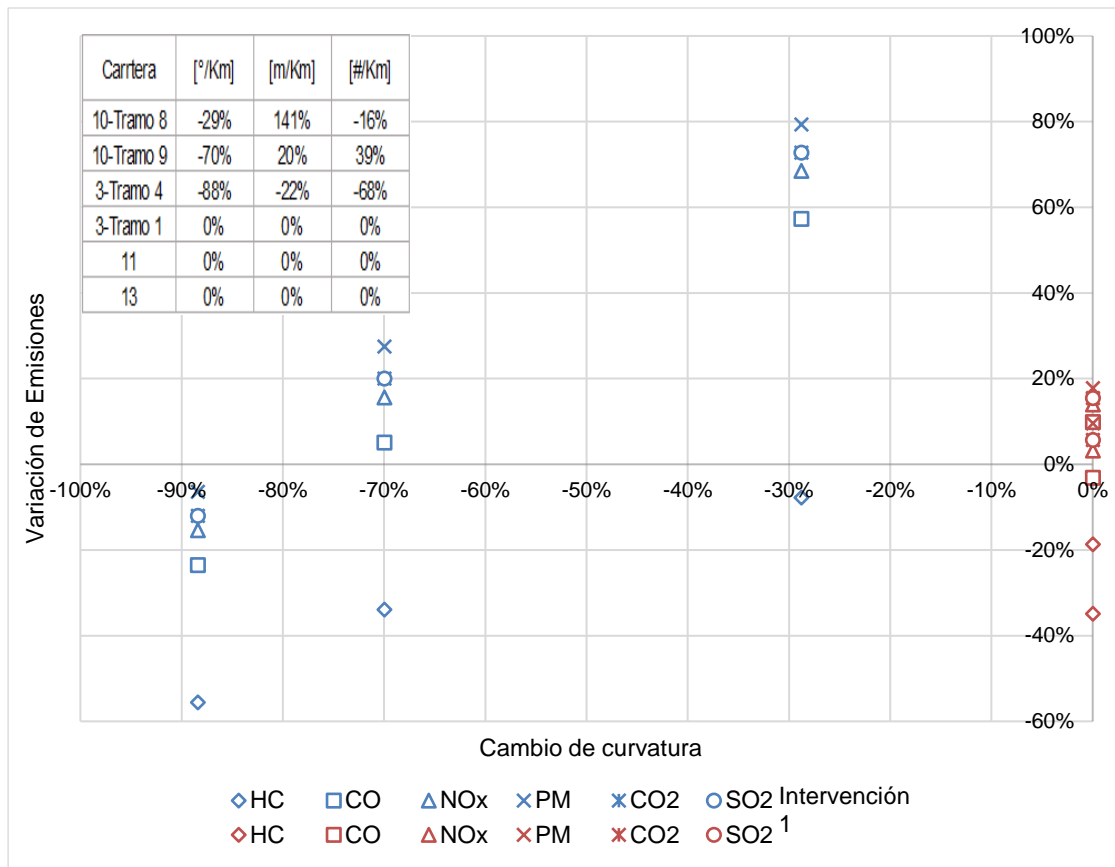 Carrtera [°/Km] [m/Km] [#/Km]
10-Tramo 8 -29% 141% -16%
10-Tramo 9 -70% 20% 39%
3-Tramo 4 -88% -22% -68%
3-Tramo 1 0% 0% 0%
11 0% 0% 0%
13 0% 0% 0%
100%
80%
60%
40%
20%
0%
-20%
-40%
-60%
-100% -90% -80% -70% -60% -50% -40% -30% -20% -10% 0%
Variación de Emisiones
Cambio de curvatura
HC CO NOx PM CO2 SO2 Intervención
HC CO NOx PM CO2 SO2 1